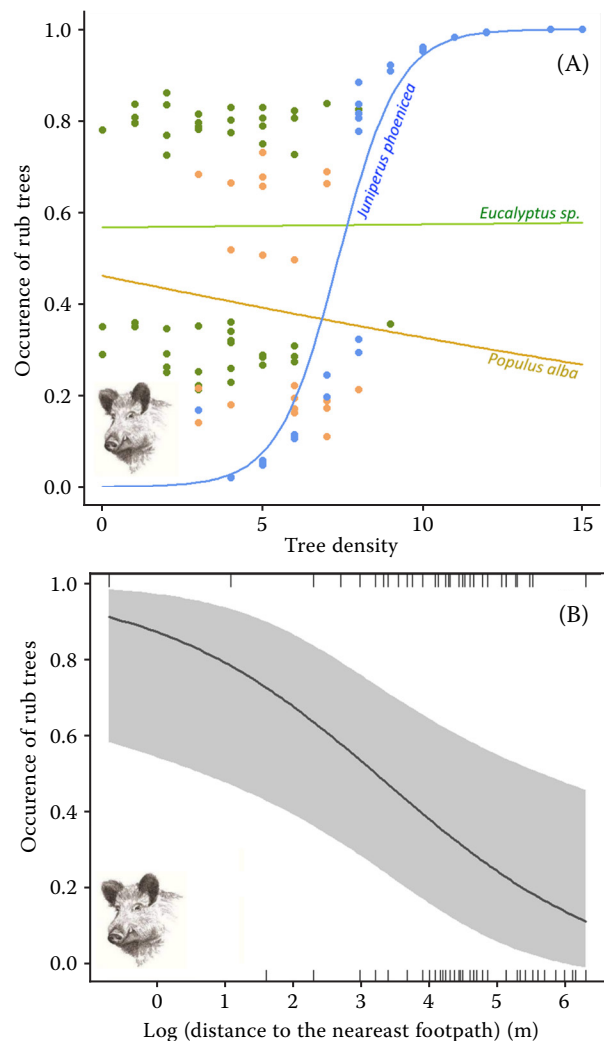 (A)
1.0
0.8
0.6
0.4
0.2
0.0
Occurence of rub trees
Juniperus phoenicea
Eucalyptus sp.
Populus alba
0 5 10 15
Tree density
(B)
1.0
0.8
0.6
0.4
0.2
0.0
Occurence of rub trees
0 1 2 3 4 5 6
Log (distance to the neareast footpath) (m)